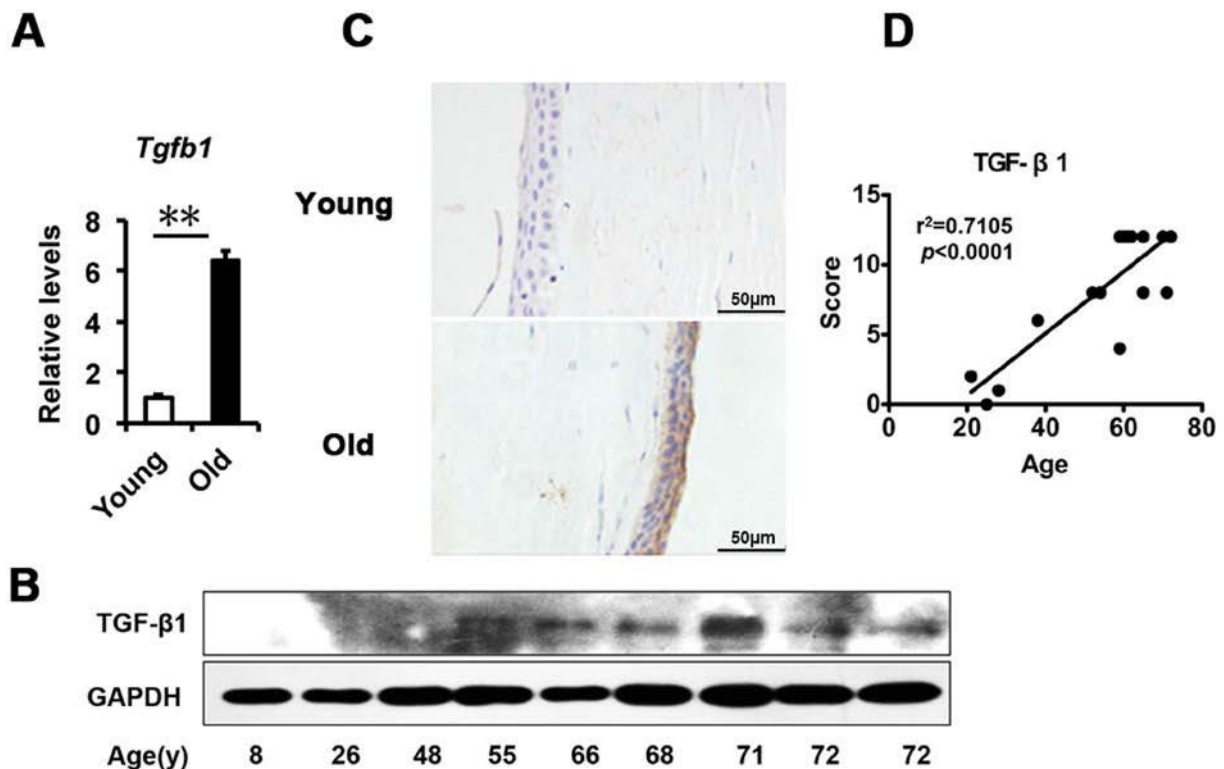 A
Tgfb1
**
Relative levels
8
6
4
2
0
Young
Old
C
Young
50µm
Old
50µm
D
TGF- β 1
r²=0.7105
p<0.0001
Score
15
10
5
0
0 20 40 60 80
Age
B
TGF-β1
GAPDH
Age(y) 8 26 48 55 66 68 71 72 72